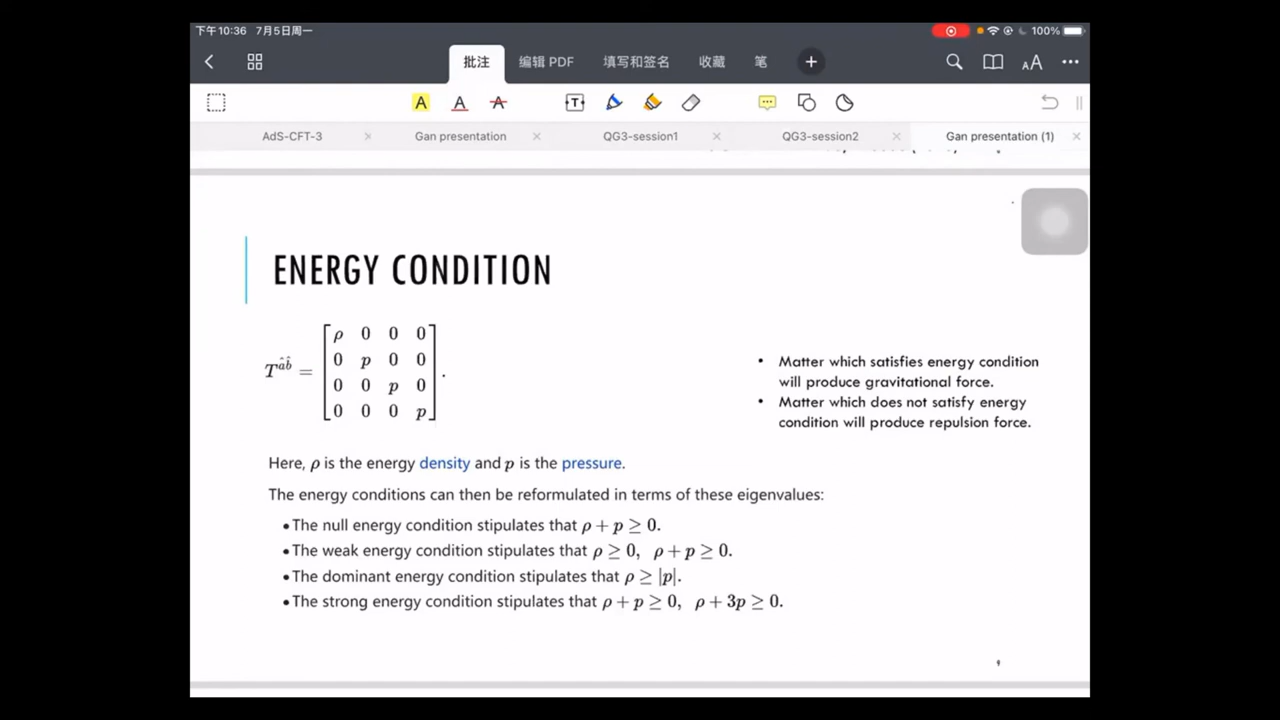 下午10:36 7月5日周一
100%
批注 编辑 PDF 填写和签名 收藏 笔
AdS-CFT-3 Gan presentation QG3-session1 QG3-session2 Gan presentation (1)
ENERGY CONDITION
T^{âb̂} = [ρ 0 0 0
0 p 0 0
0 0 p 0
0 0 0 p].
• Matter which satisfies energy condition
will produce gravitational force.
• Matter which does not satisfy energy
condition will produce repulsion force.
Here, ρ is the energy density and p is the pressure.
The energy conditions can then be reformulated in terms of these eigenvalues:
• The null energy condition stipulates that ρ + p ≥ 0.
• The weak energy condition stipulates that ρ ≥ 0, ρ + p ≥ 0.
• The dominant energy condition stipulates that ρ ≥ |p|.
• The strong energy condition stipulates that ρ + p ≥ 0, ρ + 3p ≥ 0.